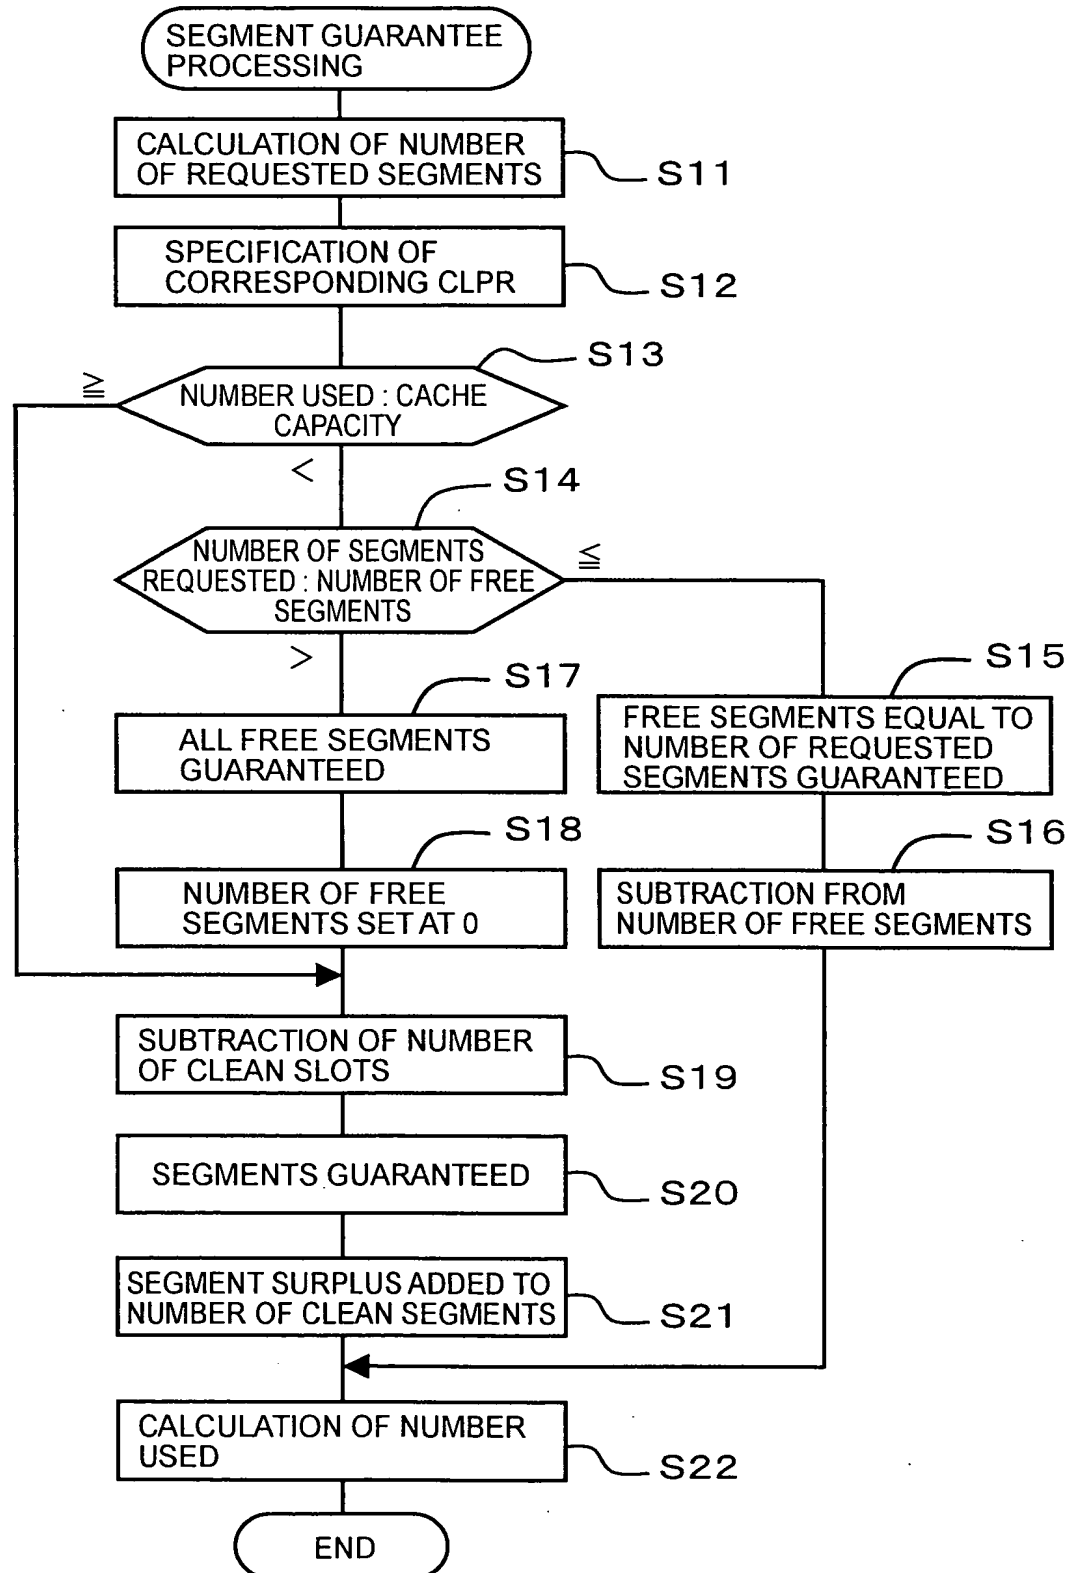 SEGMENT GUARANTEE
PROCESSING
CALCULATION OF NUMBER
OF REQUESTED SEGMENTS
S11
SPECIFICATION OF
CORRESPONDING CLPR
S12
S13
≧
NUMBER USED : CACHE
CAPACITY
<
S14
NUMBER OF SEGMENTS
REQUESTED : NUMBER OF FREE
SEGMENTS
≦
>
S17
ALL FREE SEGMENTS
GUARANTEED
S15
FREE SEGMENTS EQUAL TO
NUMBER OF REQUESTED
SEGMENTS GUARANTEED
S18
NUMBER OF FREE
SEGMENTS SET AT 0
S16
SUBTRACTION FROM
NUMBER OF FREE SEGMENTS
SUBTRACTION OF NUMBER
OF CLEAN SLOTS
S19
SEGMENTS GUARANTEED
S20
SEGMENT SURPLUS ADDED TO
NUMBER OF CLEAN SEGMENTS
S21
CALCULATION OF NUMBER
USED
S22
END